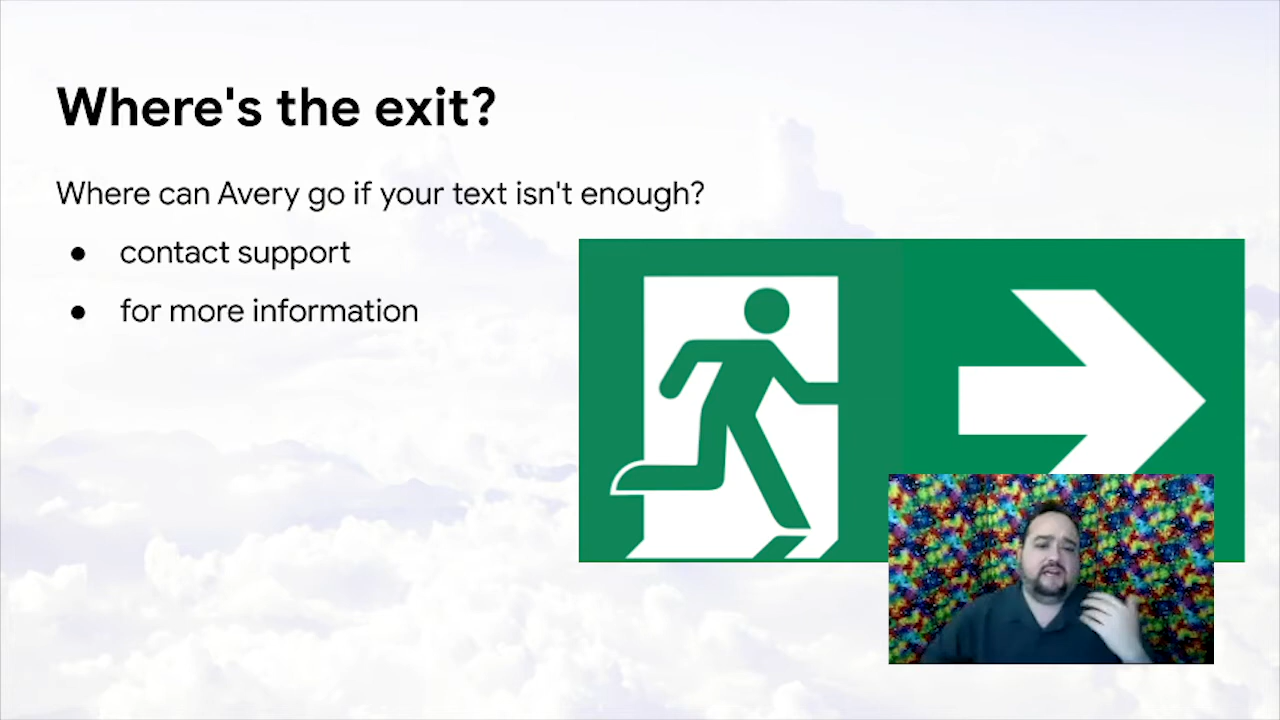 Where's the exit?
Where can Avery go if your text isn't enough?
● contact support
● for more information